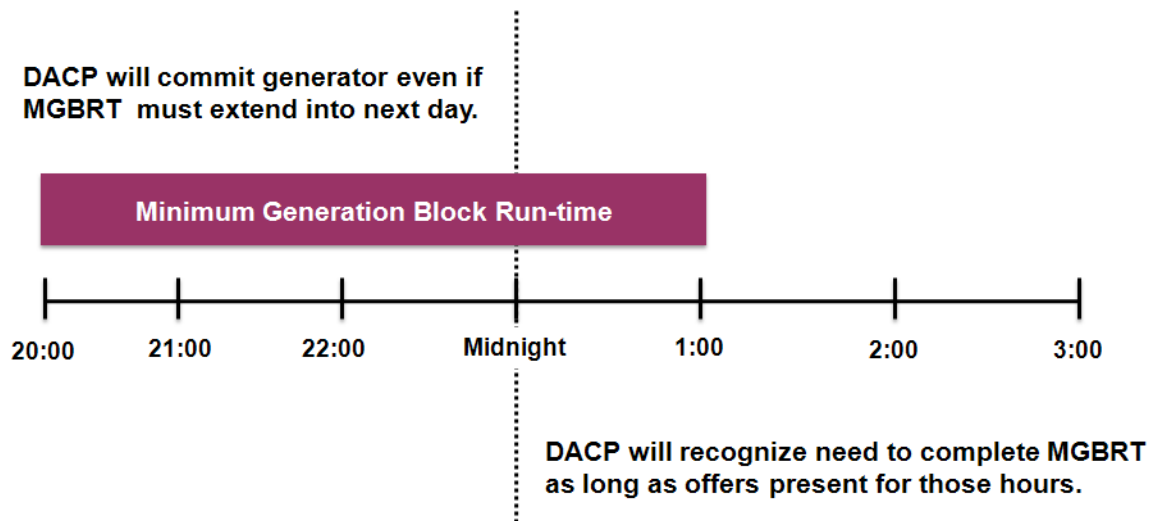 DACP will commit generator even if
MGBRT must extend into next day.
Minimum Generation Block Run-time
20:00 21:00 22:00 Midnight 1:00 2:00 3:00
DACP will recognize need to complete MGBRT
as long as offers present for those hours.